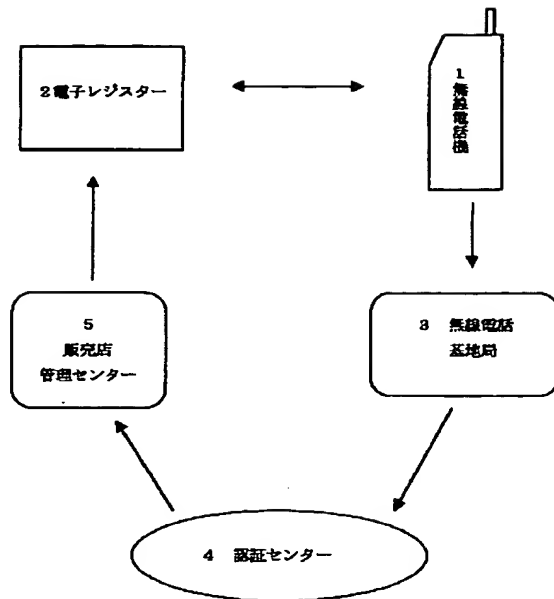 2電子レジスター
1
無線電話機
5
販売店
管理センター
3 無線電話
基地局
4 認証センター